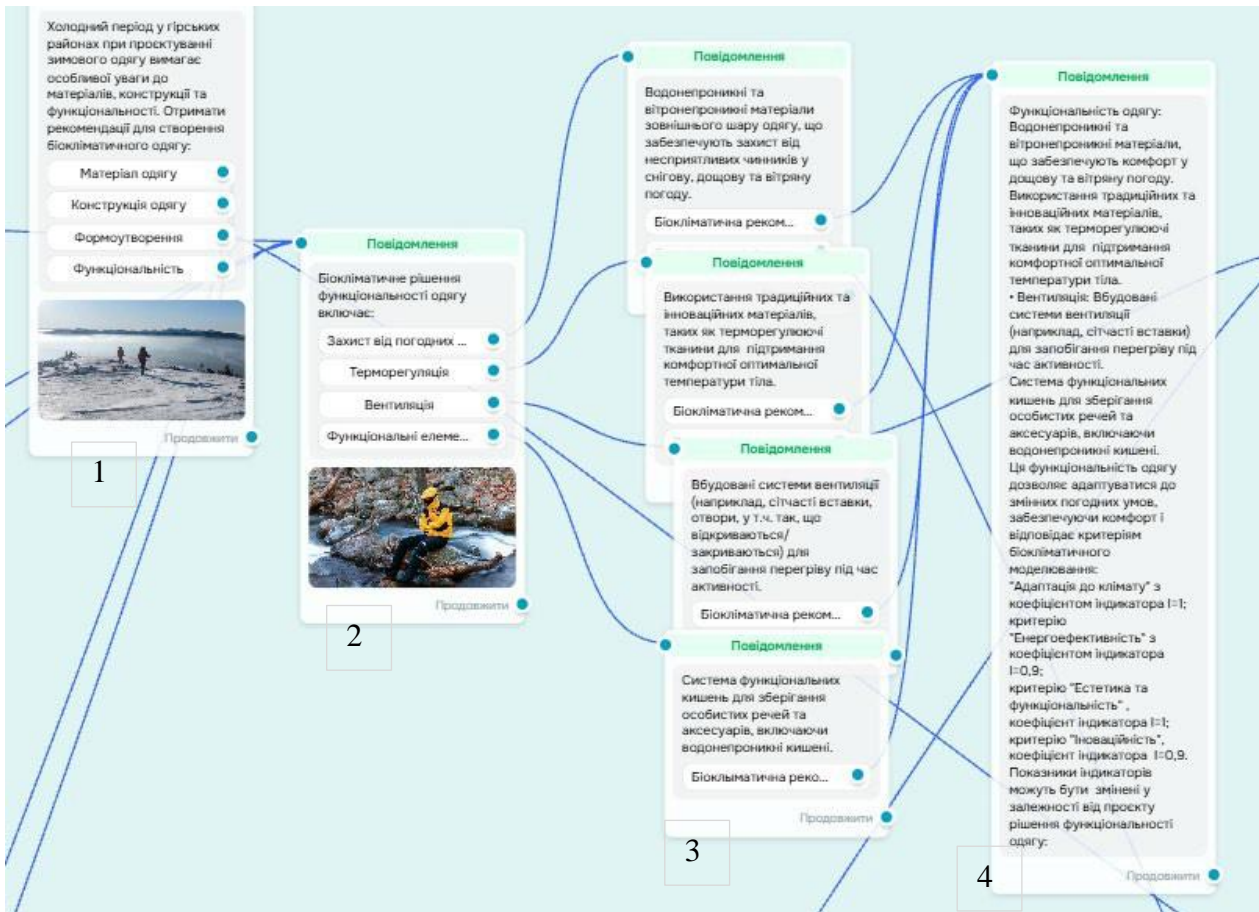 Холодний період у гірських
районах при проєктуванні
зимового одягу вимагає
особливої уваги до
матеріалів, конструкції та
функціональності. Отримати
рекомендації для створення
біокліматичного одягу:
Матеріал одягу
Конструкція одягу
Формоутворення
Функціональність
Продовжити
1
Повідомлення
Біокліматичне рішення
функціональності одягу
включає:
Захист від погодних ...
Терморегуляція
Вентиляція
Функціональні елеме...
Продовжити
2
Повідомлення
Водонепроникні та
вітронепроникні матеріали
зовнішнього шару одягу, що
забезпечують захист від
несприятливих чинників у
снігову, дощову та вітряну
погоду.
Біокліматична реком...
Повідомлення
Використання традиційних та
інноваційних матеріалів,
таких як терморегулюючі
тканини для підтримання
комфортної оптимальної
температури тіла.
Біокліматична реком...
Повідомлення
Вбудовані системи вентиляції
(наприклад, сітчасті вставки,
отвори, у т.ч. так, що
відкриваються/
закриваються) для
запобігання перегріву під час
активності.
Біокліматична реком...
Повідомлення
Система функціональних
кишень для зберігання
особистих речей та
аксесуарів, включаючи
водонепроникні кишені.
Біоклыматична реко...
Продовжити
3
Повідомлення
Функціональність одягу:
Водонепроникні та
вітронепроникні матеріали,
що забезпечують комфорт у
дощову та вітряну погоду.
Використання традиційних та
інноваційних матеріалів,
таких як терморегулюючі
тканини для підтримання
комфортної оптимальної
температури тіла.
• Вентиляція: Вбудовані
системи вентиляції
(наприклад, сітчасті вставки)
для запобігання перегріву під
час активності.
Система функціональних
кишень для зберігання
особистих речей та
аксесуарів, включаючи
водонепроникні кишені.
Ця функціональність одягу
дозволяє адаптуватися до
змінних погодних умов,
забезпечуючи комфорт і
відповідає критеріям
біокліматичного
моделювання:
"Адаптація до клімату" з
коефіцієнтом індикатора I=1;
критерію
"Енергоефективність" з
коефіцієнтом індикатора
I=0,9;
критерію "Естетика та
функціональність" ,
коефіцієнт індикатора I=1;
критерію "Іноваційність",
коефіцієнт індикатора I=0,9.
Показники індикаторів
можуть бути змінені у
залежності від проєкту
рішення функціональності
одягу:
Продовжити
4